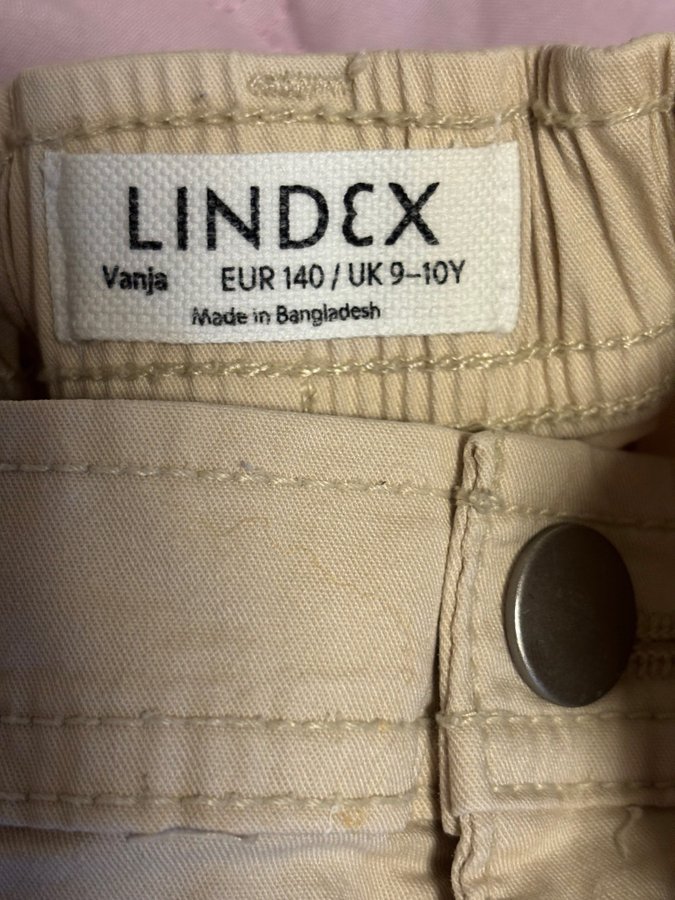 LINDEX
Vanja EUR 140 / UK 9–10Y
Made in Bangladesh